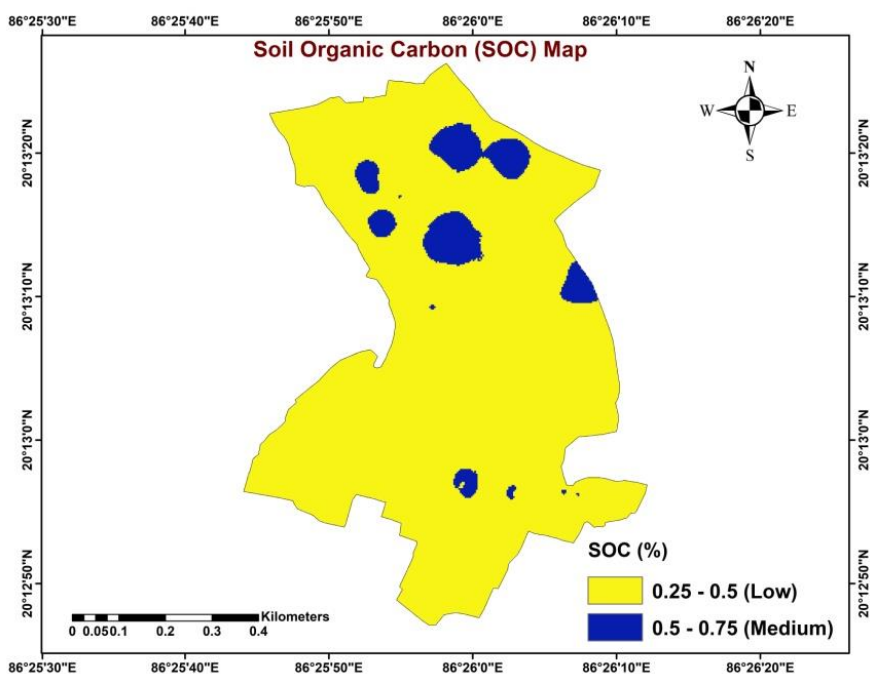 86°25'30"E 86°25'40"E 86°25'50"E 86°26'0"E 86°26'10"E 86°26'20"E
Soil Organic Carbon (SOC) Map
N
W E
S
20°13'20"N 20°13'20"N
20°13'10"N 20°13'10"N
20°13'0"N 20°13'0"N
20°12'50"N 20°12'50"N
SOC (%)
0.25 - 0.5 (Low)
0.5 - 0.75 (Medium)
Kilometers
0 0.05 0.1 0.2 0.3 0.4
86°25'30"E 86°25'40"E 86°25'50"E 86°26'0"E 86°26'10"E 86°26'20"E